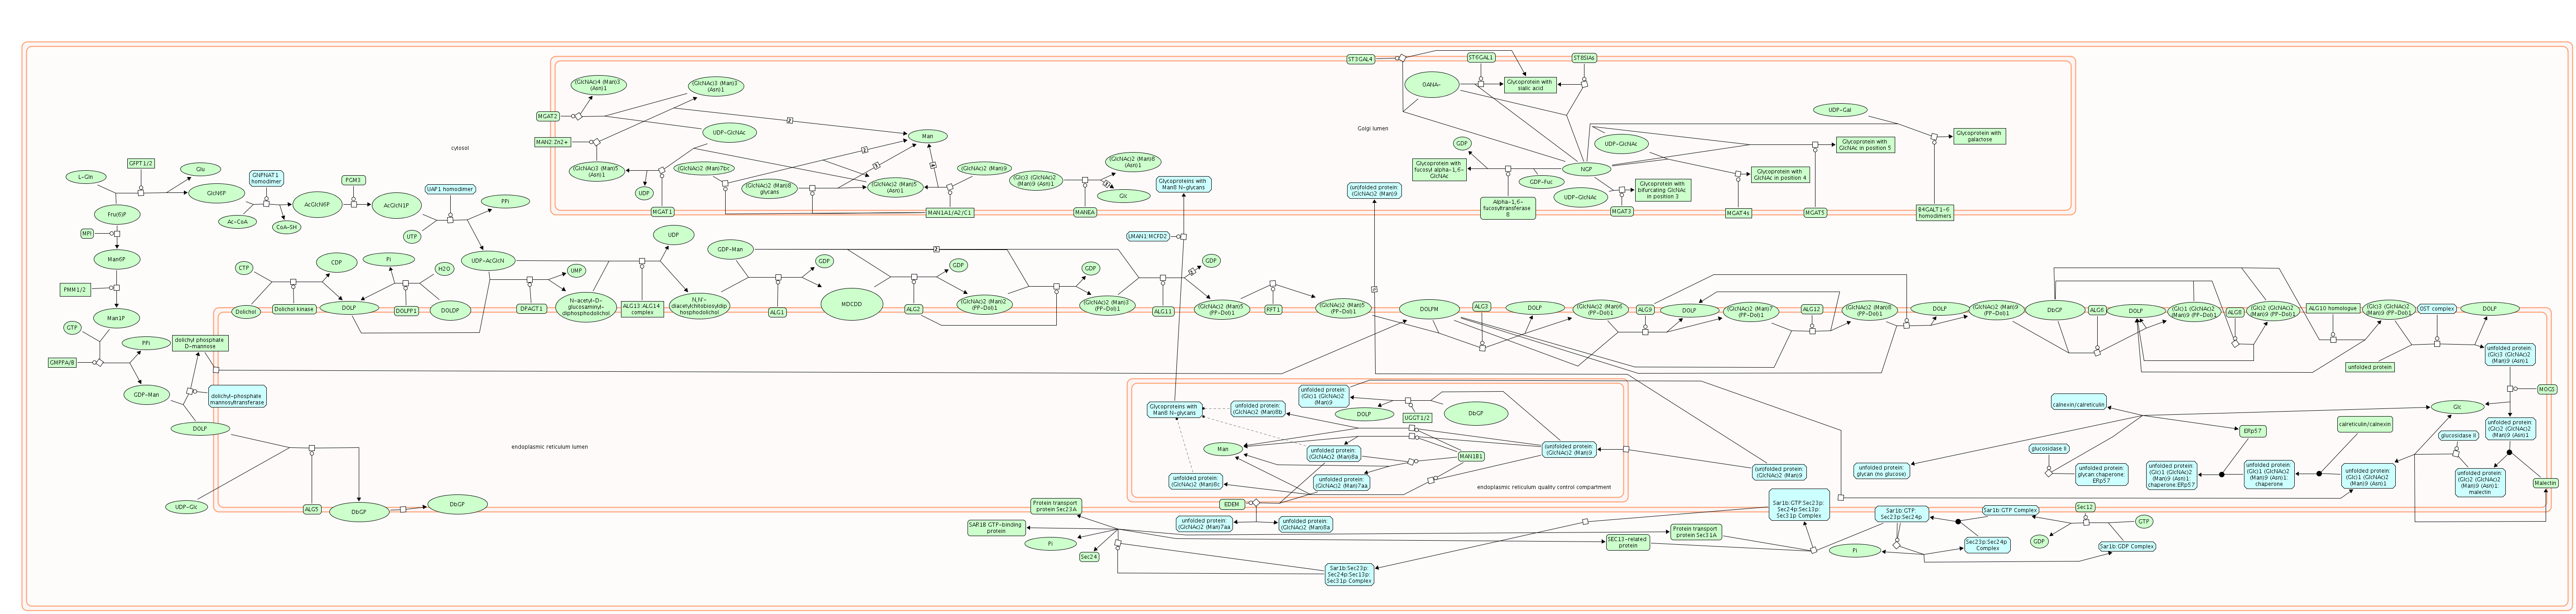 cytosol
Golgi lumen
endoplasmic reticulum lumen
endoplasmic reticulum quality control compartment
MGAT2
(GlcNAc)4 (Man)3
(Asn)1
(GlcNAc)3 (Man)3
(Asn)1
MAN2:Zn2+
UDP-GlcNAc
2
Man
(GlcNAc)3 (Man)5
(Asn)1
UDP
(GlcNAc)2 (Man)7bc
(GlcNAc)2 (Man)8
glycans
(GlcNAc)2 (Man)5
(Asn)1
(GlcNAc)2 (Man)9
(Glc)3 (GlcNAc)2
(Man)9 (Asn)1
(GlcNAc)2 (Man)8
(Asn)1
Glc
MGAT1
MAN1A1/A2/C1
MANEA
Glycoproteins with
Man8 N-glycans
LMAN1:MCFD2
ST3GAL4
ST6GAL1
ST8SIAs
OANA-
Glycoprotein with
sialic acid
UDP-Gal
GDP
UDP-GlcNAc
Glycoprotein with
GlcNAc in position 5
Glycoprotein with
galactose
Glycoprotein with
fucosyl alpha-1,6-
GlcNAc
NGP
GDP-Fuc
UDP-GlcNAc
Glycoprotein with
bifurcating GlcNAc
in position 3
Glycoprotein with
GlcNAc in position 4
(un)folded protein:
(GlcNAc)2 (Man)9
Alpha-1,6-
fucosyltransferase
8
MGAT3
MGAT4s
MGAT5
B4GALT1-6
homodimers
L-Gln
GFPT1/2
Glu
GlcN6P
GNPNAT1
homodimer
Ac-CoA
CoA-SH
AcGlcN6P
PGM3
AcGlcN1P
UAP1 homodimer
UTP
PPi
Fru(6)P
MPI
Man6P
PMM1/2
Man1P
GTP
GMPPA/B
PPi
GDP-Man
dolichyl phosphate
D-mannose
dolichyl-phosphate
mannosyltransferase
DOLP
UDP-Glc
ALG5
DbGP
DbGP
CTP
CDP
Dolichol
Dolichol kinase
DOLP
Pi
H2O
DOLPP1
DOLDP
UDP-AcGlcN
UMP
DPAGT1
N-acetyl-D-
glucosaminyl-
diphosphodolichol
UDP
ALG13:ALG14
complex
N,N'-
diacetylchitobiosyldip
hosphodolichol
GDP-Man
GDP
ALG1
MDCDD
2
GDP
ALG2
(GlcNAc)2 (Man)2
(PP-Dol)1
GDP
(GlcNAc)2 (Man)3
(PP-Dol)1
ALG11
GDP
(GlcNAc)2 (Man)5
(PP-Dol)1
RFT1
(GlcNAc)2 (Man)5
(PP-Dol)1
DOLPM
ALG3
DOLP
(GlcNAc)2 (Man)6
(PP-Dol)1
ALG9
DOLP
(GlcNAc)2 (Man)7
(PP-Dol)1
ALG12
(GlcNAc)2 (Man)8
(PP-Dol)1
DOLP
(GlcNAc)2 (Man)9
(PP-Dol)1
DbGP
ALG6
DOLP
(Glc)1 (GlcNAc)2
(Man)9 (PP-Dol)1
ALG8
(Glc)2 (GlcNAc)2
(Man)9 (PP-Dol)1
ALG10 homologue
(Glc)3 (GlcNAc)2
(Man)9 (PP-Dol)1
OST complex
DOLP
unfolded protein
unfolded protein:
(Glc)3 (GlcNAc)2
(Man)9 (Asn)1
MOGS
Glc
unfolded protein:
(Glc)2 (GlcNAc)2
(Man)9 (Asn)1
glucosidase II
unfolded protein:
(Glc)2 (GlcNAc)2
(Man)9 (Asn)1:
malectin
Malectin
calnexin/calreticulin
ERp57
calreticulin/calnexin
glucosidase II
unfolded protein:
glycan (no glucose)
unfolded protein:
glycan chaperone:
ERp57
unfolded protein:
(Glc)1 (GlcNAc)2
(Man)9 (Asn)1:
chaperone:ERp57
unfolded protein:
(Glc)1 (GlcNAc)2
(Man)9 (Asn)1:
chaperone
unfolded protein:
(Glc)1 (GlcNAc)2
(Man)9 (Asn)1
Glycoproteins with
Man8 N-glycans
unfolded protein:
(GlcNAc)2 (Man)8b
unfolded protein:
(Glc)1 (GlcNAc)2
(Man)9
DOLP
UGGT1/2
DbGP
Man
unfolded protein:
(GlcNAc)2 (Man)8a
MAN1B1
(un)folded protein:
(GlcNAc)2 (Man)9
unfolded protein:
(GlcNAc)2 (Man)8c
unfolded protein:
(GlcNAc)2 (Man)7aa
(un)folded protein:
(GlcNAc)2 (Man)9
EDEM
unfolded protein:
(GlcNAc)2 (Man)7aa
unfolded protein:
(GlcNAc)2 (Man)8a
Protein transport
protein Sec23A
SAR1B GTP-binding
protein
Pi
Sec24
Sar1b:Sec23p:
Sec24p:Sec13p:
Sec31p Complex
SEC13-related
protein
Protein transport
protein Sec31A
Sar1b:GTP:Sec23p:
Sec24p:Sec13p:
Sec31p Complex
Sar1b:GTP:
Sec23p:Sec24p
Pi
Sar1b:GTP Complex
Sec23p:Sec24p
Complex
Sec12
GTP
GDP
Sar1b:GDP Complex